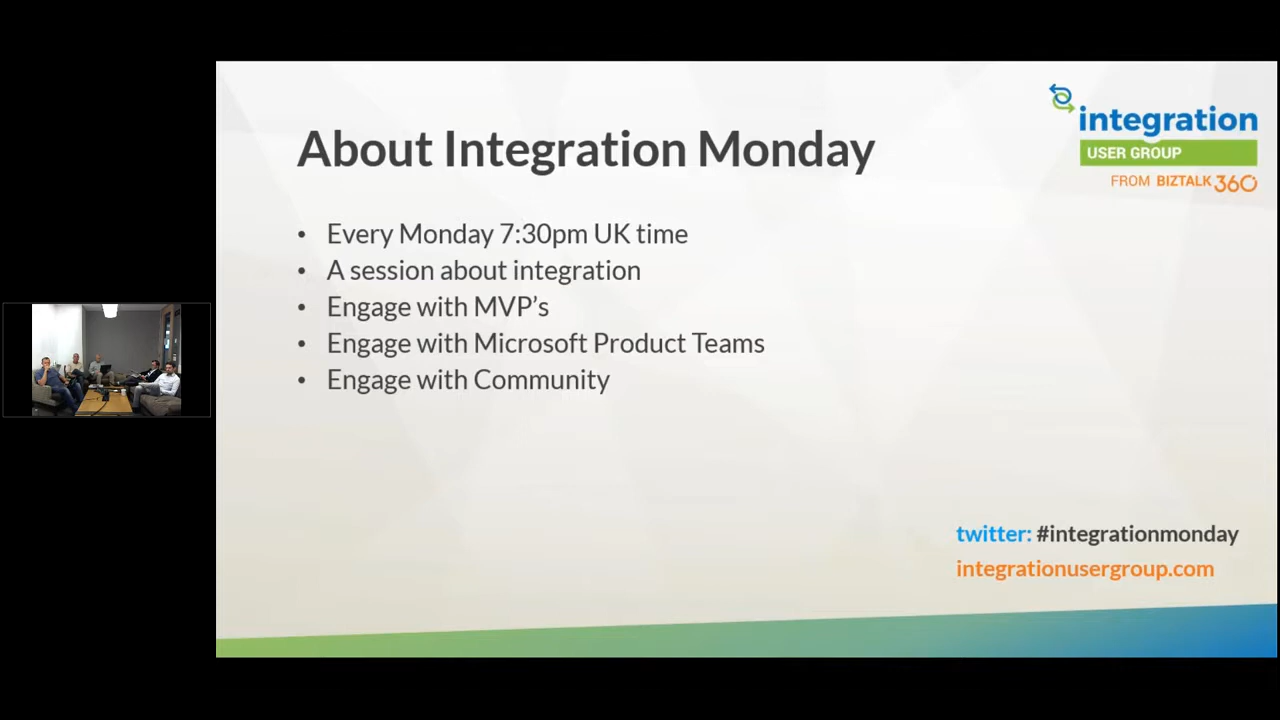 About Integration Monday
integration
USER GROUP
FROM BIZTALK 360
• Every Monday 7:30pm UK time
• A session about integration
• Engage with MVP’s
• Engage with Microsoft Product Teams
• Engage with Community
twitter: #integrationmonday
integrationusergroup.com